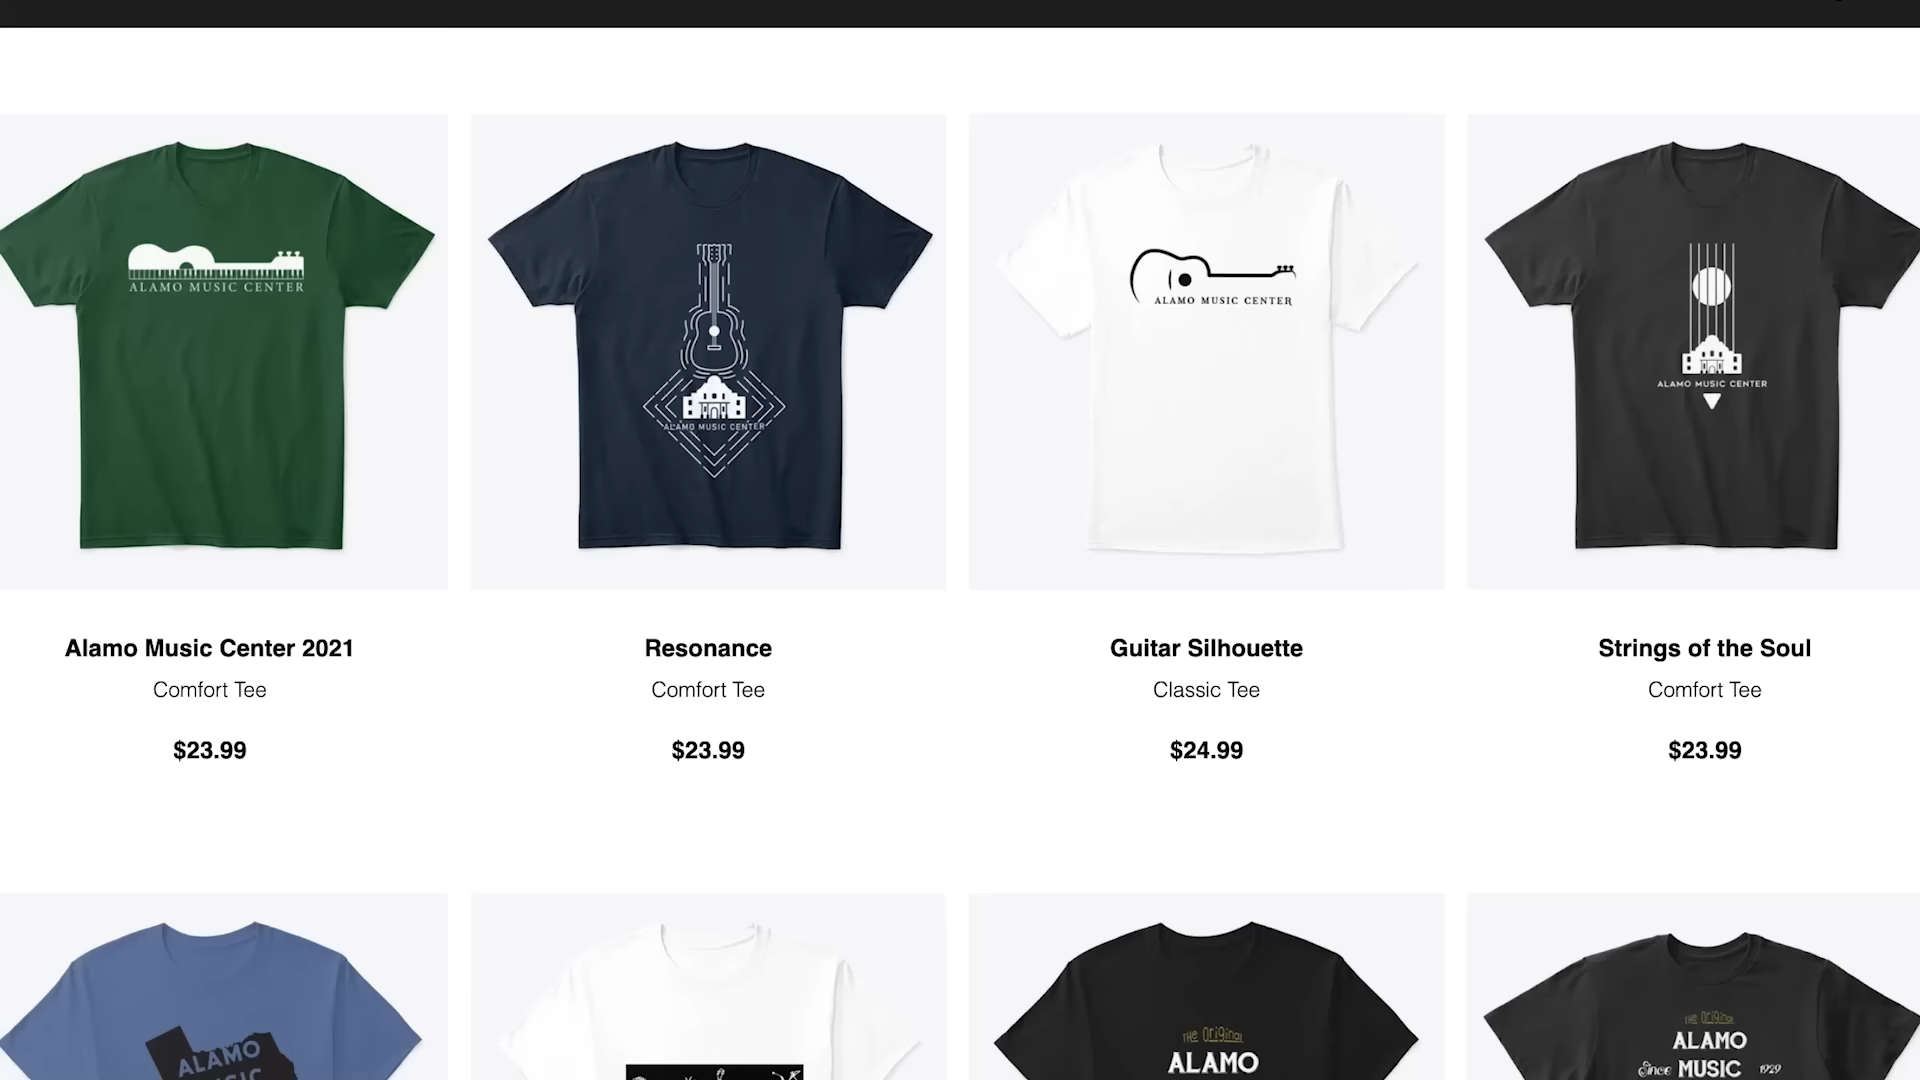 ALAMO MUSIC CENTER
ALAMO MUSIC CENTER
ALAMO MUSIC CENTER
ALAMO MUSIC CENTER
Alamo Music Center 2021
Comfort Tee
$23.99
Resonance
Comfort Tee
$23.99
Guitar Silhouette
Classic Tee
$24.99
Strings of the Soul
Comfort Tee
$23.99
ALAMO
MUSIC
THE Original
ALAMO
THE Original
ALAMO
Since MUSIC 1929